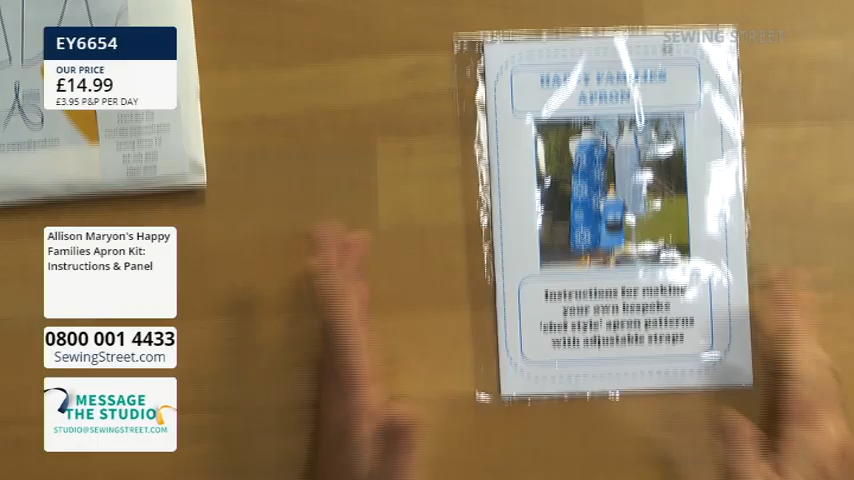 EY6654
OUR PRICE
£14.99
£3.95 P&P PER DAY
Allison Maryon's Happy
Families Apron Kit:
Instructions & Panel
0800 001 4433
SewingStreet.com
MESSAGE
THE STUDIO
STUDIO@SEWINGSTREET.COM
SEWING STREET
HAPPY FAMILIES
APRON
Instructions for making
your own bespoke
'chef style' apron patterns
with adjustable straps